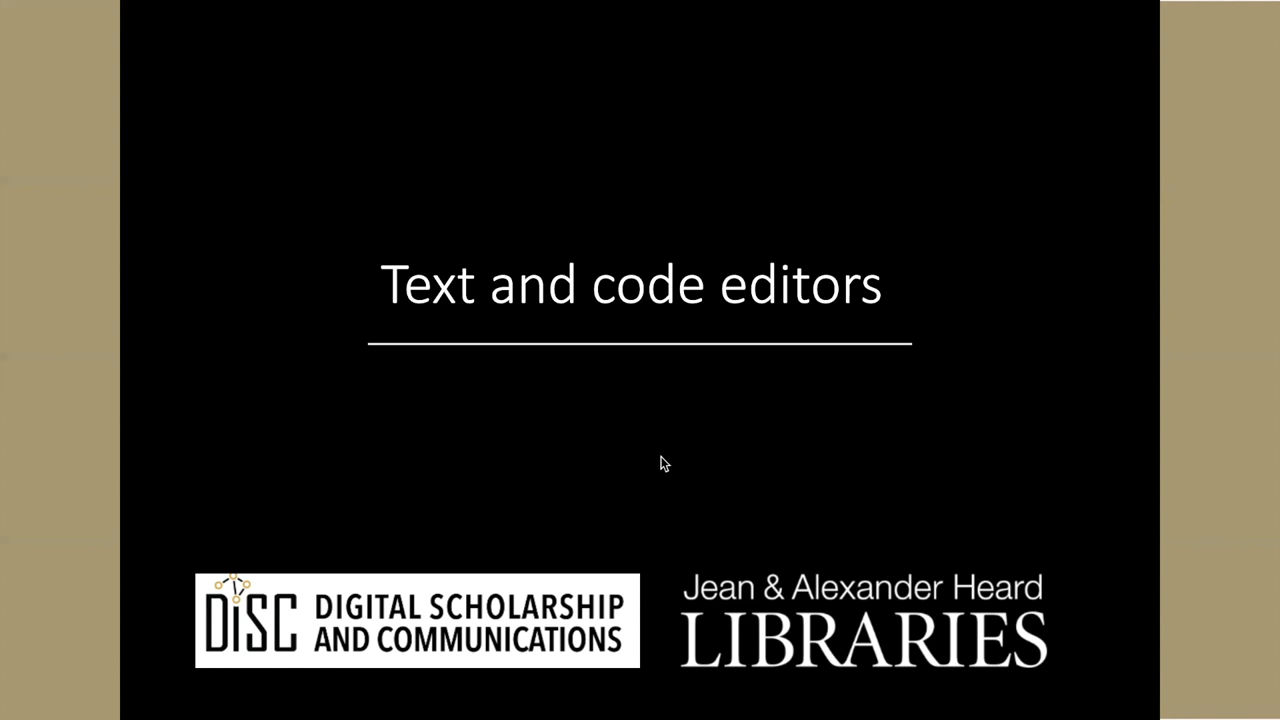 Text and code editors
DiSC DIGITAL SCHOLARSHIP
AND COMMUNICATIONS
Jean & Alexander Heard
LIBRARIES